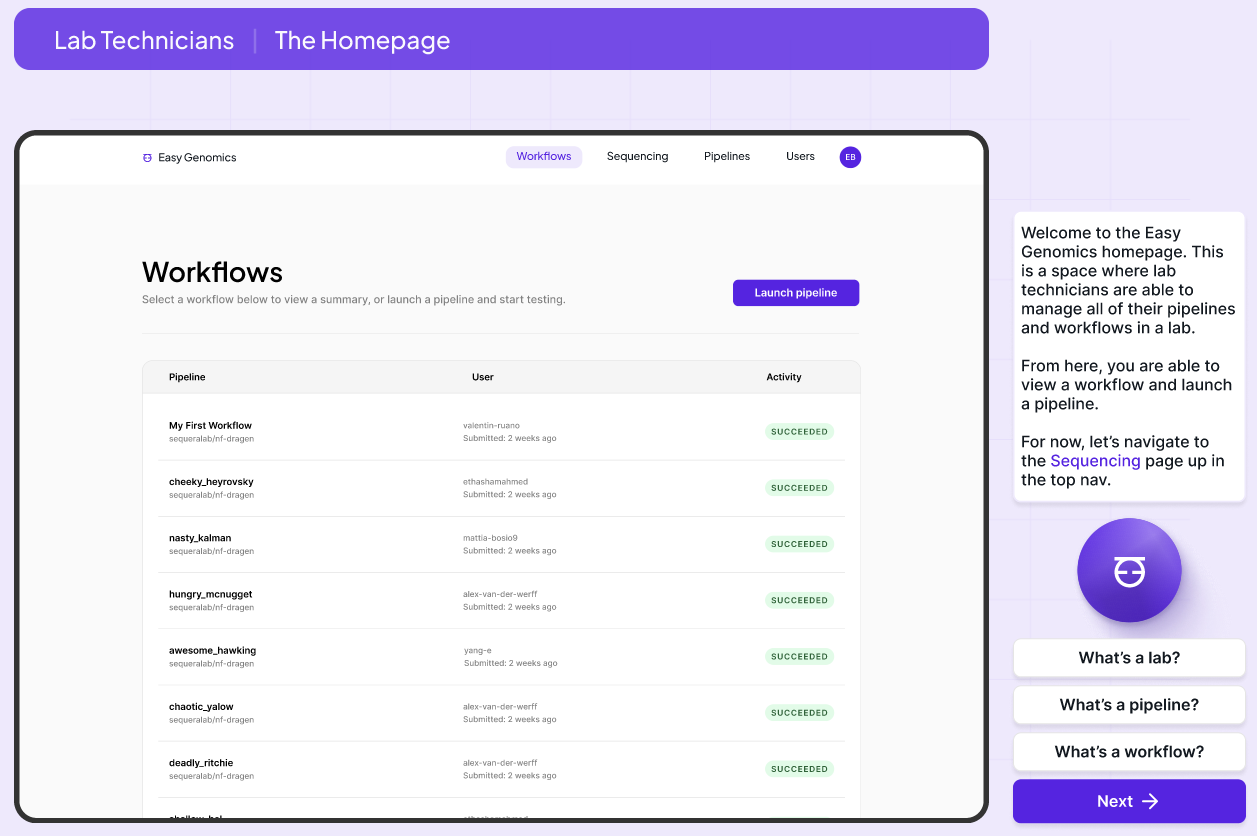 Lab Technicians | The Homepage
Easy Genomics
Workflows
Sequencing
Pipelines
Users
EB
Workflows
Select a workflow below to view a summary, or launch a pipeline and start testing.
Launch pipeline
Pipeline
User
Activity
My First Workflow
sequeralab/nf-dragen
valentin-ruano
Submitted: 2 weeks ago
SUCCEEDED
cheeky_heyrovsky
sequeralab/nf-dragen
ethashamahmed
Submitted: 2 weeks ago
SUCCEEDED
nasty_kalman
sequeralab/nf-dragen
mattia-bosio9
Submitted: 2 weeks ago
SUCCEEDED
hungry_mcnugget
sequeralab/nf-dragen
alex-van-der-werff
Submitted: 2 weeks ago
SUCCEEDED
awesome_hawking
sequeralab/nf-dragen
yang-e
Submitted: 2 weeks ago
SUCCEEDED
chaotic_yalow
sequeralab/nf-dragen
alex-van-der-werff
Submitted: 2 weeks ago
SUCCEEDED
deadly_ritchie
sequeralab/nf-dragen
alex-van-der-werff
Submitted: 2 weeks ago
SUCCEEDED
Welcome to the Easy
Genomics homepage. This
is a space where lab
technicians are able to
manage all of their pipelines
and workflows in a lab.
From here, you are able to
view a workflow and launch
a pipeline.
For now, let's navigate to
the Sequencing page up in
the top nav.
What's a lab?
What's a pipeline?
What's a workflow?
Next →